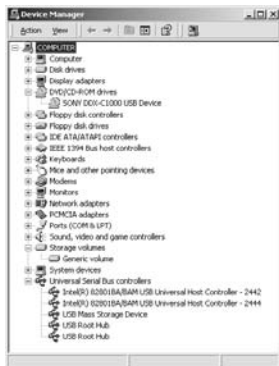 Device Manager
Action View
COMPUTER
Computer
Disk drives
Display adapters
DVD/CD-ROM drives
SONY DDX-C1000 USB Device
Floppy disk controllers
Floppy disk drives
IDE ATA/ATAPI controllers
IEEE 1394 Bus host controllers
Keyboards
Mice and other pointing devices
Modems
Monitors
Network adapters
PCMCIA adapters
Ports (COM & LPT)
Sound, video and game controllers
Storage volumes
Generic volume
System devices
Universal Serial Bus controllers
Intel(R) 82801BA/BAM USB Universal Host Controller - 2442
Intel(R) 82801BA/BAM USB Universal Host Controller - 2444
USB Mass Storage Device
USB Root Hub
USB Root Hub